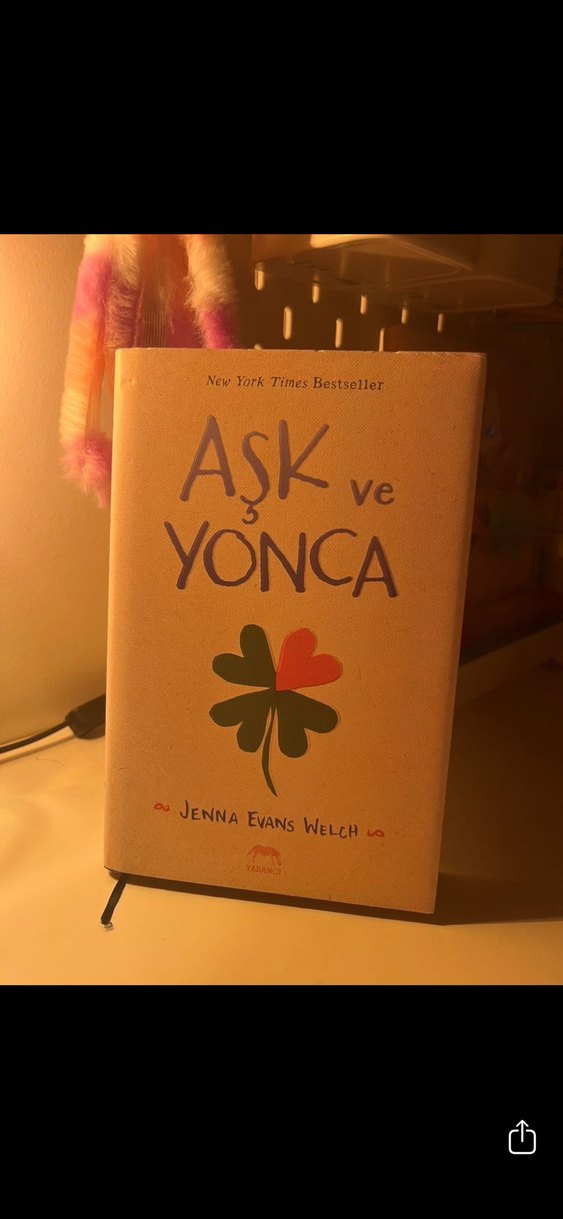 New York Times Bestseller
AŞK ve
YONCA
JENNA EVANS WELCH
YABANCI